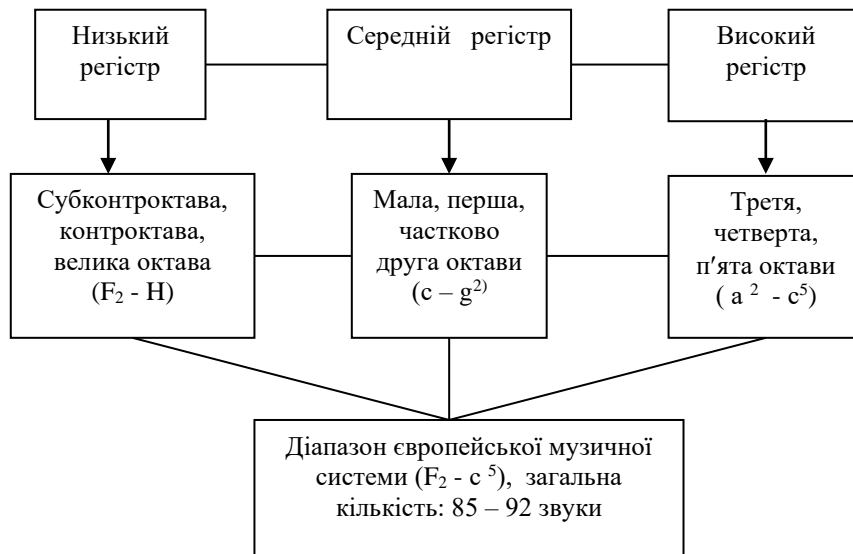 Низький
регістр
Середній регістр
Високий
регістр
Субконтроктава,
контроктава,
велика октава
(F₂ - H)
Мала, перша,
частково
друга октави
(c – g²⁾
Третя,
четверта,
п′ята октави
( a ² - c⁵)
Діапазон європейської музичної
системи (F₂ - c ⁵), загальна
кількість: 85 – 92 звуки